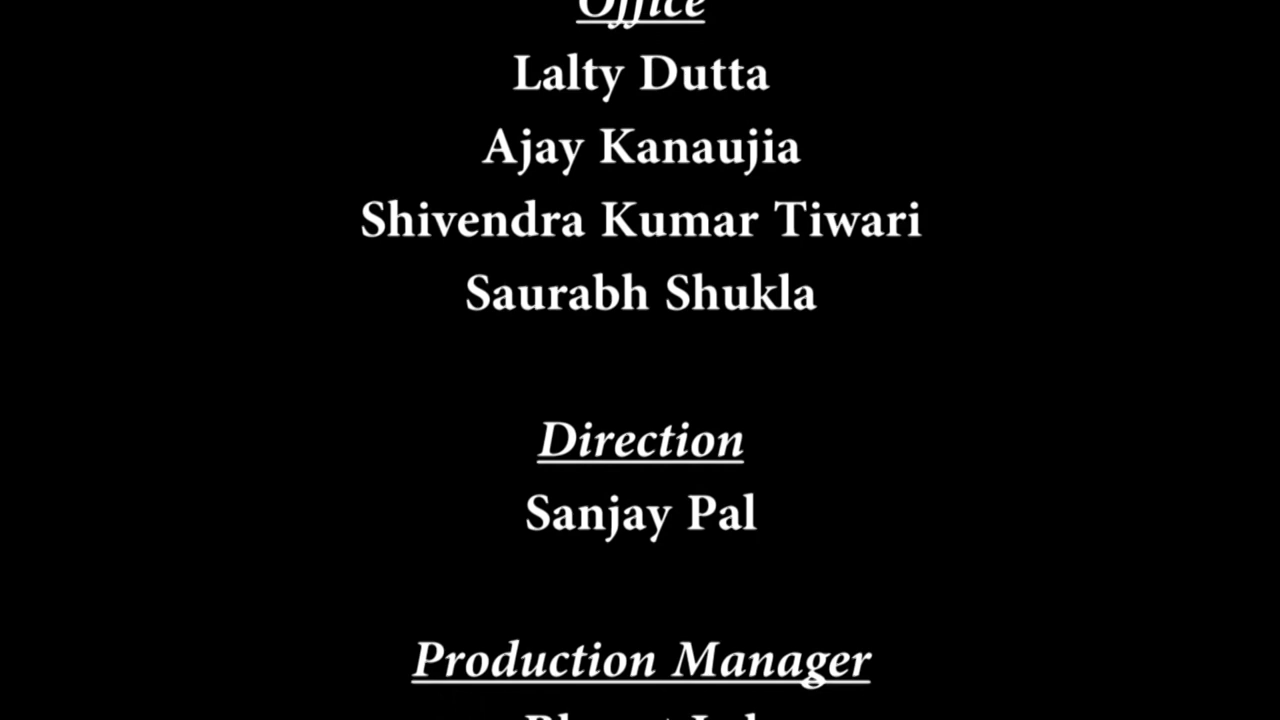 Office
Lalty Dutta
Ajay Kanaujia
Shivendra Kumar Tiwari
Saurabh Shukla
Direction
Sanjay Pal
Production Manager